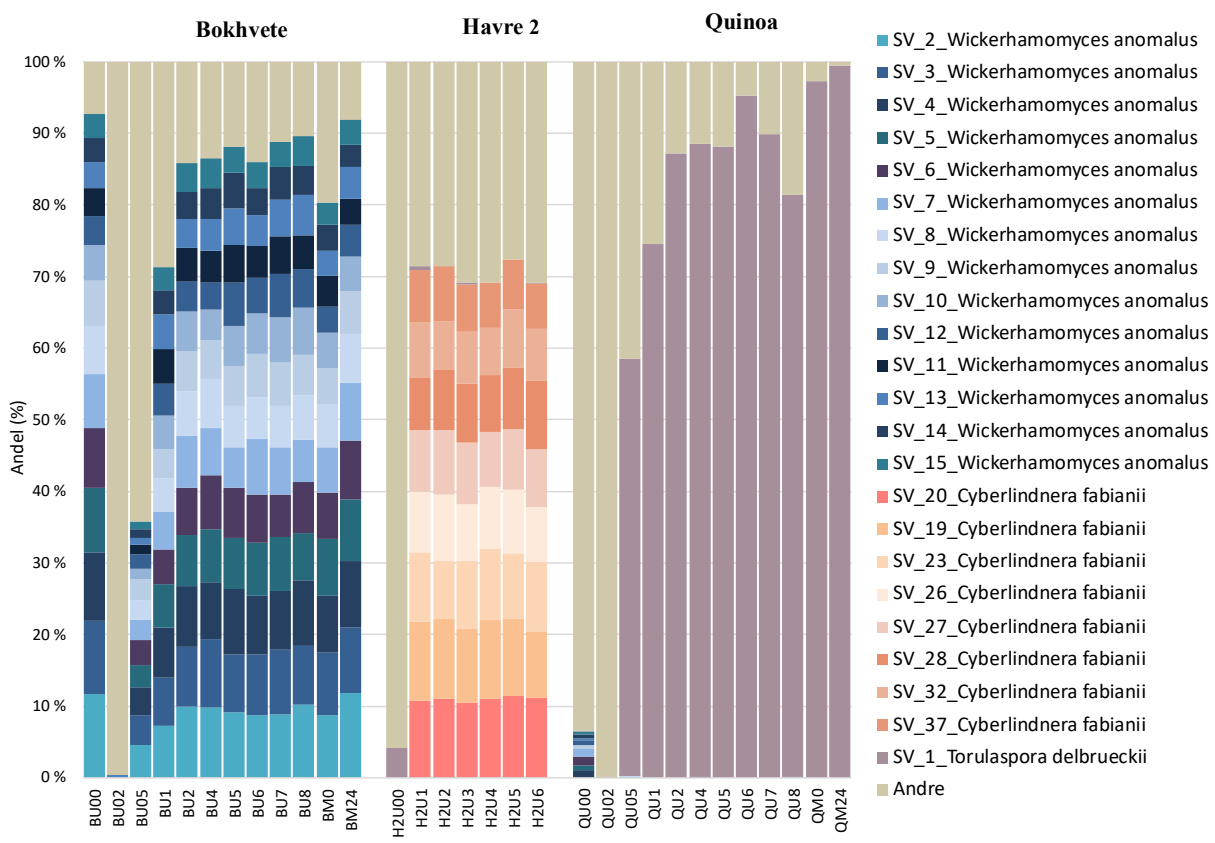 Bokhvete
Havre 2
Quinoa
Andel (%)
100 %
90 %
80 %
70 %
60 %
50 %
40 %
30 %
20 %
10 %
0 %
BU00
BU02
BU05
BU1
BU2
BU4
BU5
BU6
BU7
BU8
BM0
BM24
H2U00
H2U1
H2U2
H2U3
H2U4
H2U5
H2U6
QU00
QU02
QU05
QU1
QU2
QU4
QU5
QU6
QU7
QU8
QM0
QM24
SV_2_Wickerhamomyces anomalus
SV_3_Wickerhamomyces anomalus
SV_4_Wickerhamomyces anomalus
SV_5_Wickerhamomyces anomalus
SV_6_Wickerhamomyces anomalus
SV_7_Wickerhamomyces anomalus
SV_8_Wickerhamomyces anomalus
SV_9_Wickerhamomyces anomalus
SV_10_Wickerhamomyces anomalus
SV_12_Wickerhamomyces anomalus
SV_11_Wickerhamomyces anomalus
SV_13_Wickerhamomyces anomalus
SV_14_Wickerhamomyces anomalus
SV_15_Wickerhamomyces anomalus
SV_20_Cyberlindnera fabianii
SV_19_Cyberlindnera fabianii
SV_23_Cyberlindnera fabianii
SV_26_Cyberlindnera fabianii
SV_27_Cyberlindnera fabianii
SV_28_Cyberlindnera fabianii
SV_32_Cyberlindnera fabianii
SV_37_Cyberlindnera fabianii
SV_1_Torulaspora delbrueckii
Andre